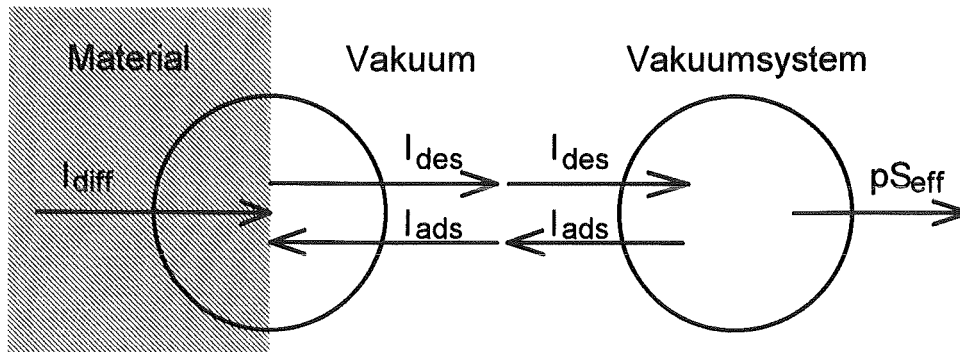 Material Vakuum Vakuumsystem
Ides Ides
Idiff pSeff
Iads Iads